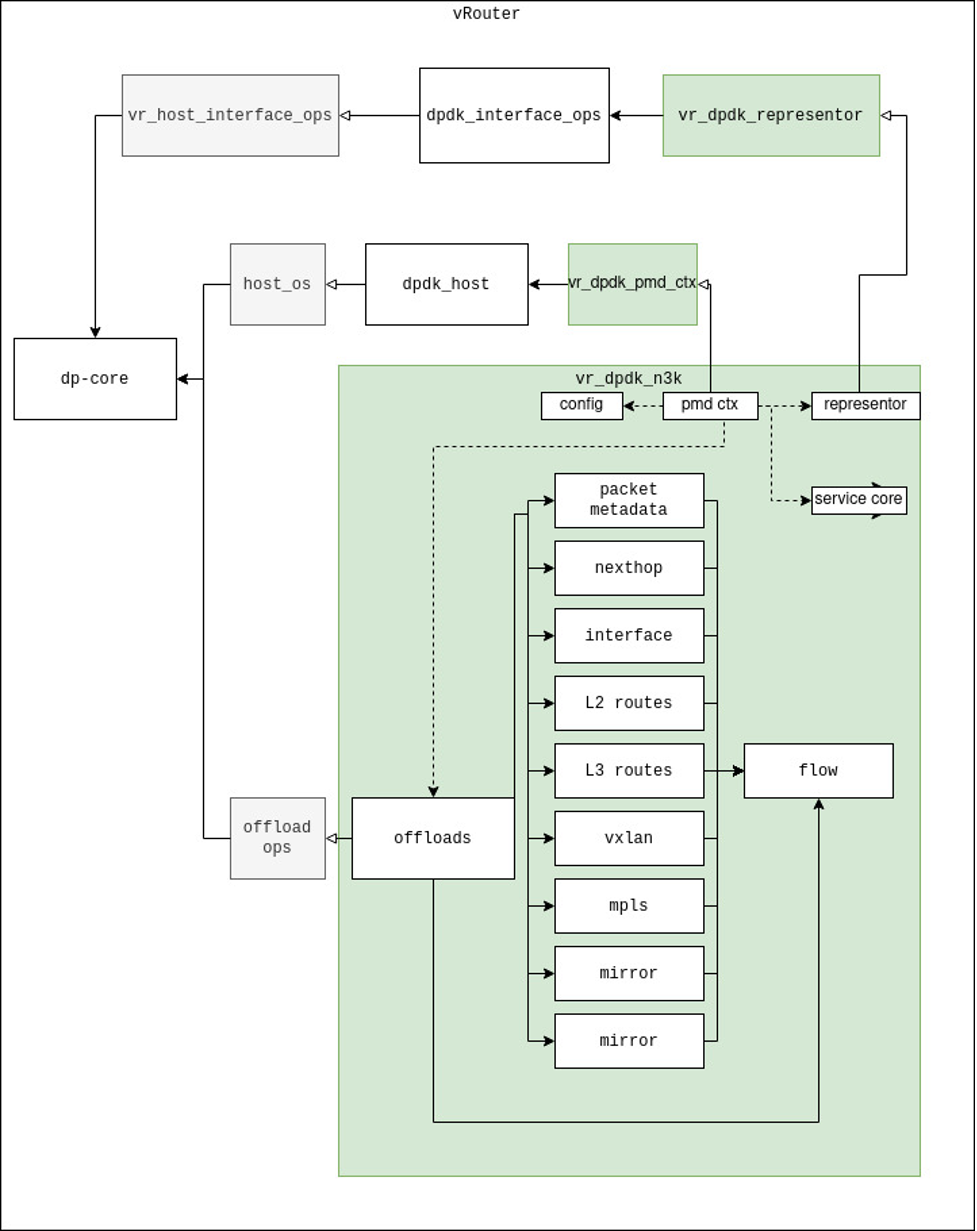 vRouter
vr_host_interface_ops
dpdk_interface_ops
vr_dpdk_representor
host_os
dpdk_host
vr_dpdk_pmd_ctx
dp-core
vr_dpdk_n3k
config
pmd ctx
representor
packet
metadata
service core
nexthop
interface
L2 routes
L3 routes
flow
offload
ops
offloads
vxlan
mpls
mirror
mirror